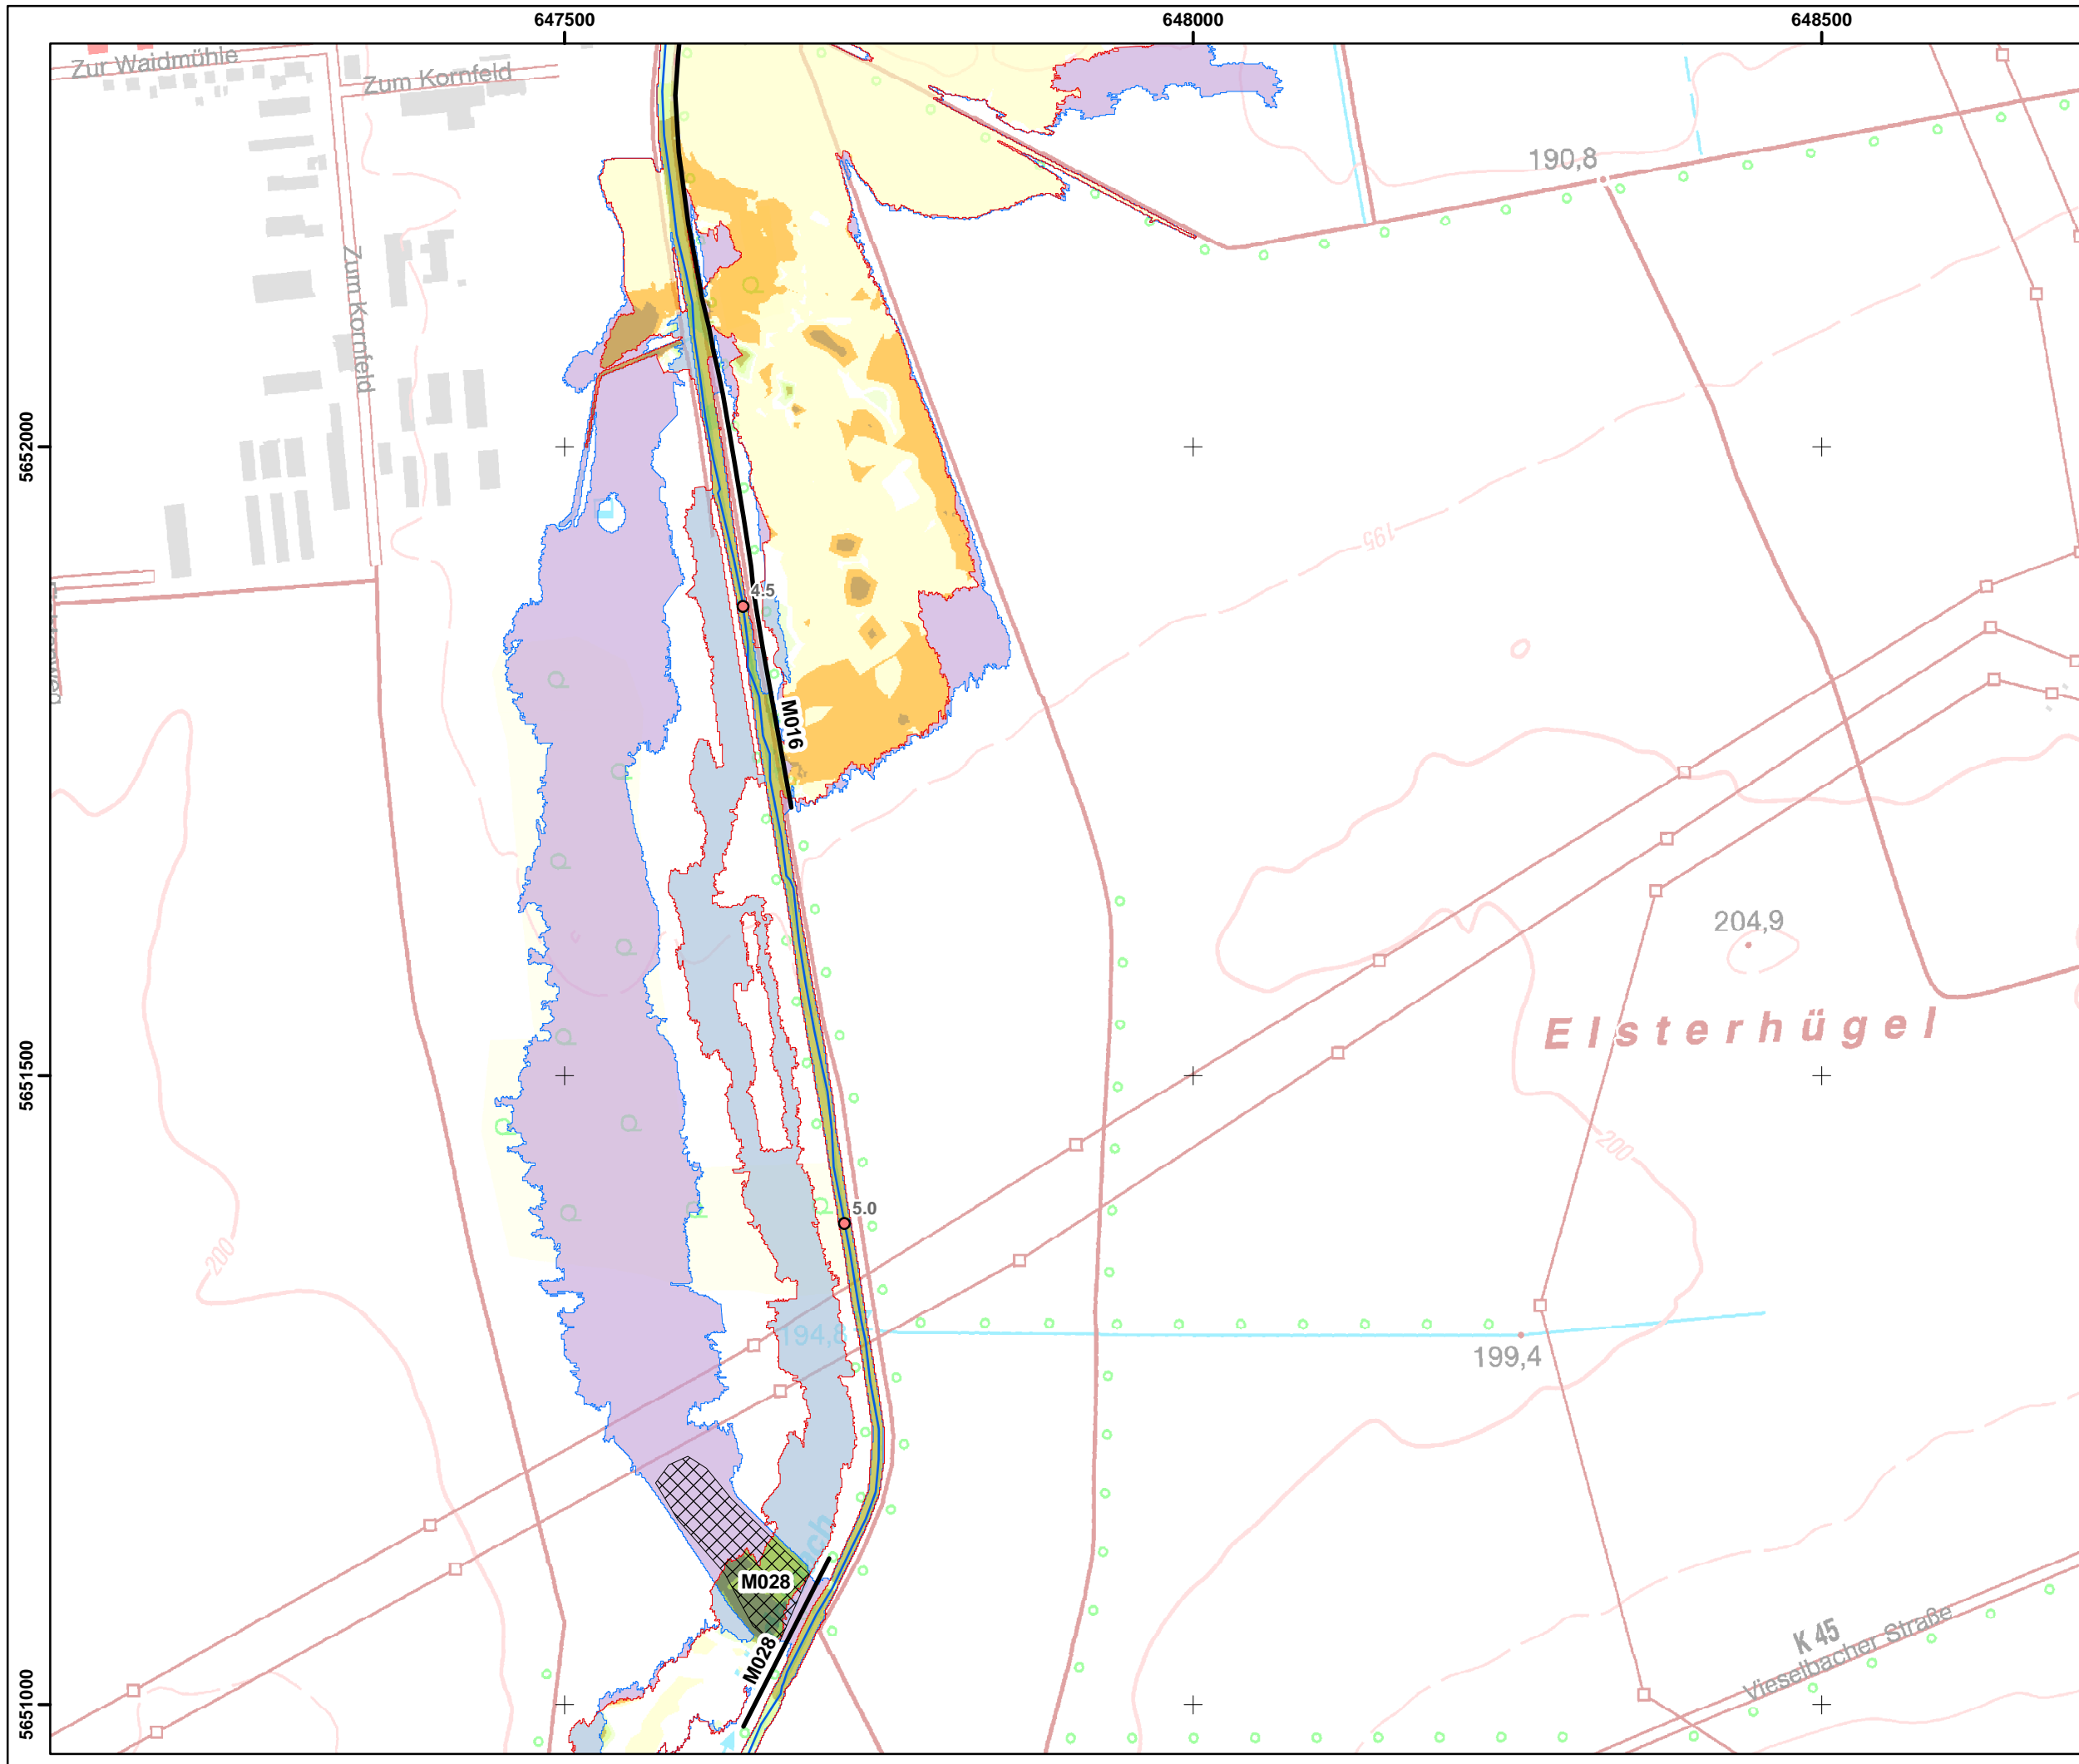 647500
648000
648500
Zur Waidmühle
Zum Kornfeld
190,8
Zum Kornfeld
5652000
195
4.5
M016
204,9
Elsterhügel
5651500
200
5.0
200
194,8
199,4
M028
M028
K 45
Vieselbacher Straße
5651000